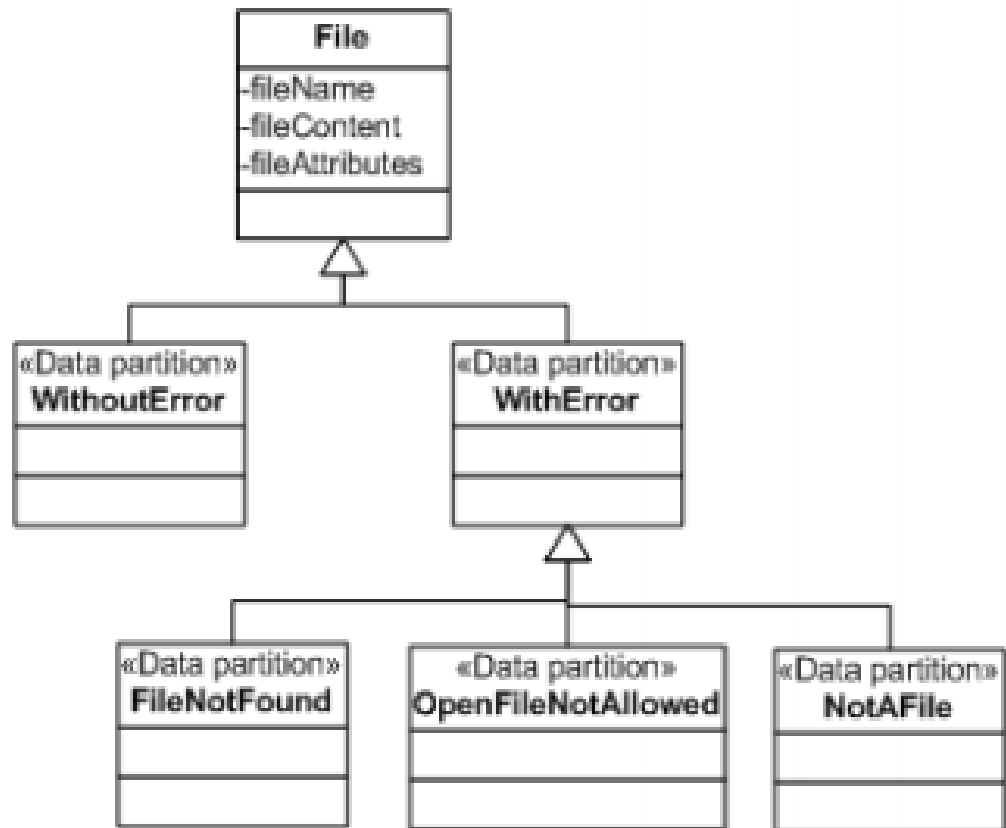 File
-fileName
-fileContent
-fileAttributes
«Data partition»
WithoutError
«Data partition»
WithError
«Data partition»
FileNotFound
«Data partition»
OpenFileNotAllowed
«Data partition»
NotAFile